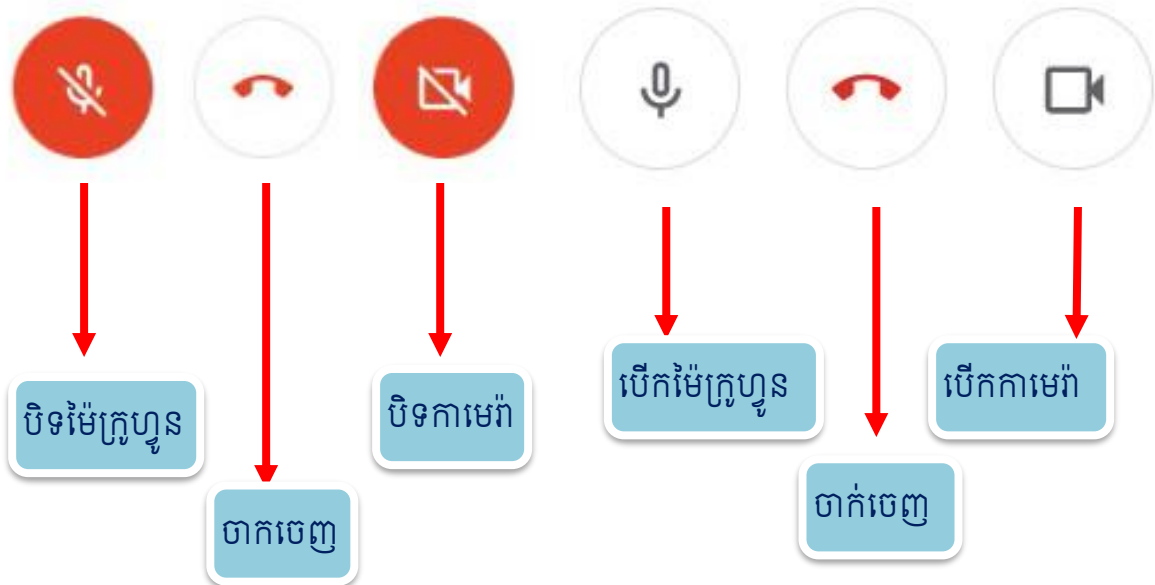 បិទម៉ៃក្រូហ្វូន
ចាកចេញ
បិទកាមេរ៉ា
បើកម៉ៃក្រូហ្វូន
ចាក់ចេញ
បើកកាមេរ៉ា